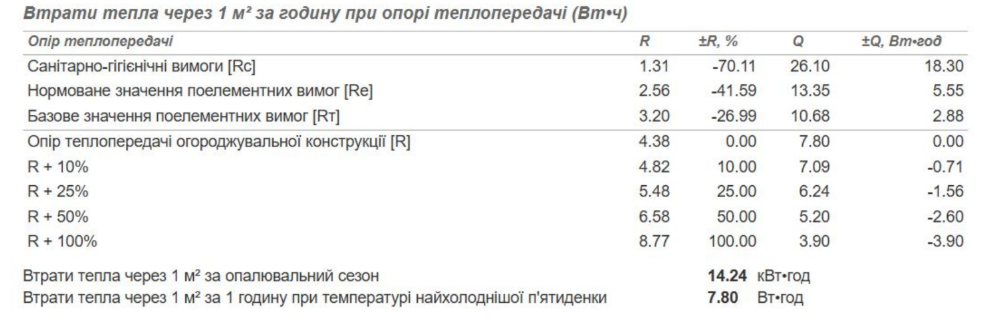 Втрати тепла через 1 м² за годину при опорі теплопередачі (Вт•ч)
Опір теплопередачі R ±R, % Q ±Q, Вт•год
Санітарно-гігієнічні вимоги [Rс] 1.31 -70.11 26.10 18.30
Нормоване значення поелементних вимог [Rе] 2.56 -41.59 13.35 5.55
Базове значення поелементних вимог [Rт] 3.20 -26.99 10.68 2.88
Опір теплопередачі огороджувальної конструкції [R] 4.38 0.00 7.80 0.00
R + 10% 4.82 10.00 7.09 -0.71
R + 25% 5.48 25.00 6.24 -1.56
R + 50% 6.58 50.00 5.20 -2.60
R + 100% 8.77 100.00 3.90 -3.90
Втрати тепла через 1 м² за опалювальний сезон 14.24 кВт•год
Втрати тепла через 1 м² за 1 годину при температурі найхолоднішої п'ятиденки 7.80 Вт•год